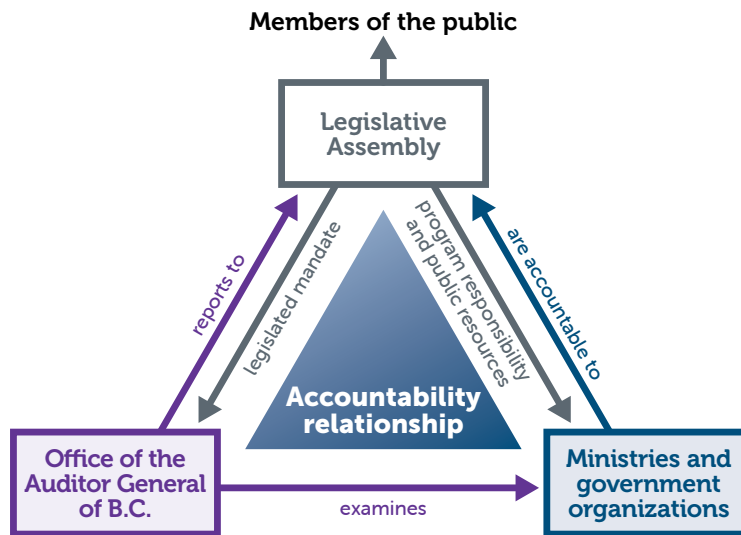 Members of the public
Legislative
Assembly
reports to
legislated mandate
program responsibility
and public resources
are accountable to
Accountability
relationship
Office of the
Auditor General
of B.C.
examines
Ministries and
government
organizations